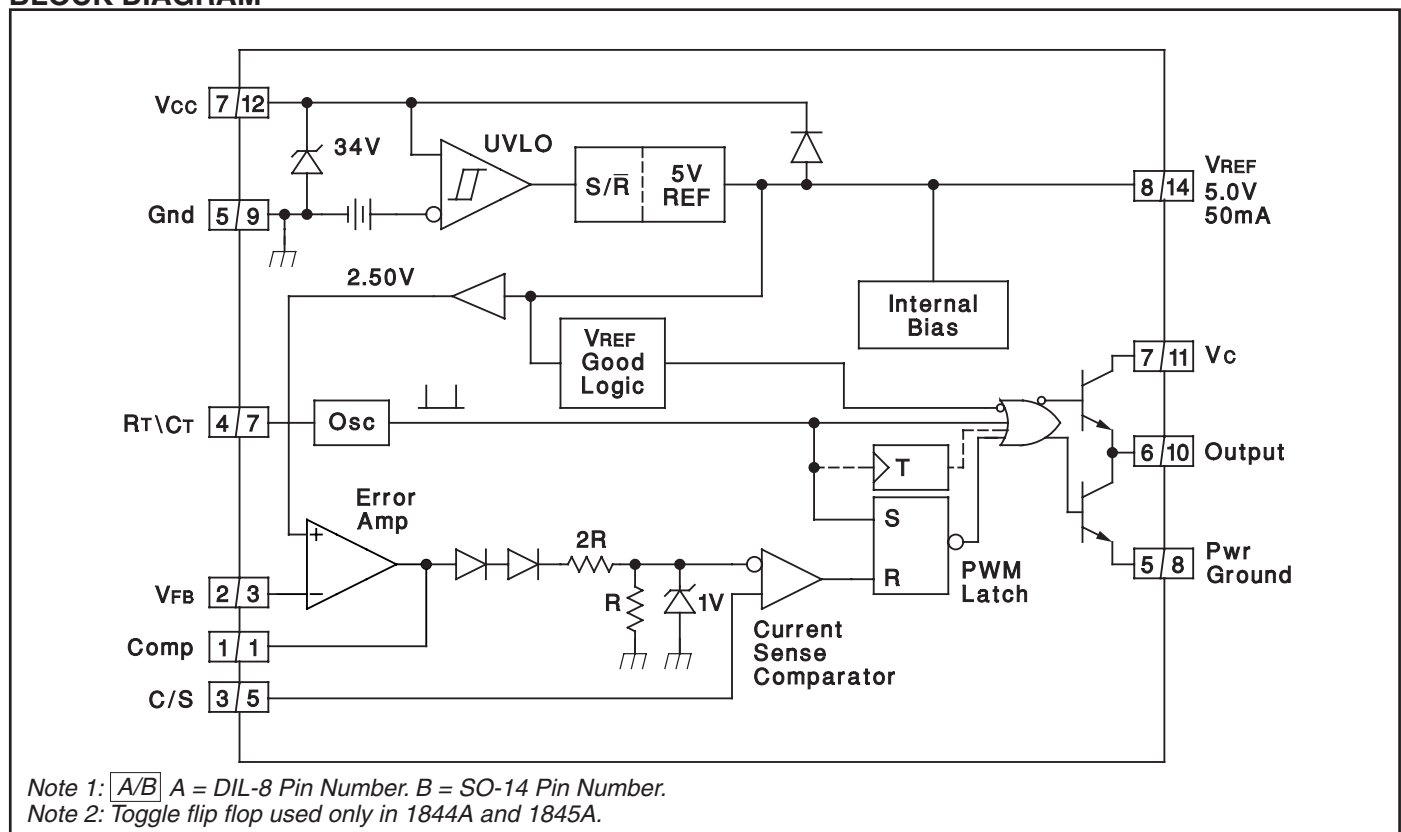 BLOCK DIAGRAM
Vcc 7/12
34V
UVLO
S/R̅
5V
REF
8/14
VREF
5.0V
50mA
Gnd 5/9
2.50V
Internal
Bias
VREF
Good
Logic
7/11 Vc
RT\CT 4/7
Osc
6/10 Output
T
Error
Amp
+
−
S
R
2R
R
1V
PWM
Latch
5/8
Pwr
Ground
VFB 2/3
Comp 1/1
Current
Sense
Comparator
C/S 3/5
Note 1: A/B A = DIL-8 Pin Number. B = SO-14 Pin Number.
Note 2: Toggle flip flop used only in 1844A and 1845A.